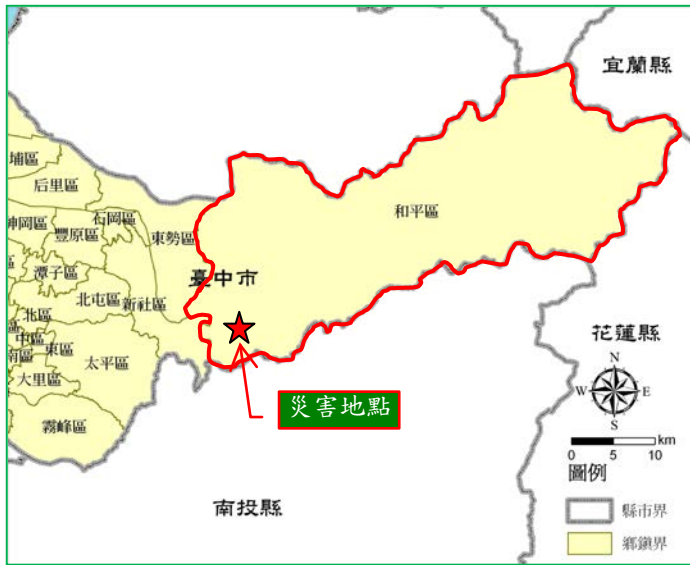 宜蘭縣
埔區
后里區
神岡區
豐原區
石岡區
東勢區
和平區
潭子區
臺中市
北屯區
新社區
北區
中區
東區
南區
太平區
大里區
霧峰區
花蓮縣
災害地點
南投縣
N
W
E
S
km
0 5 10
圖例
縣市界
鄉鎮界